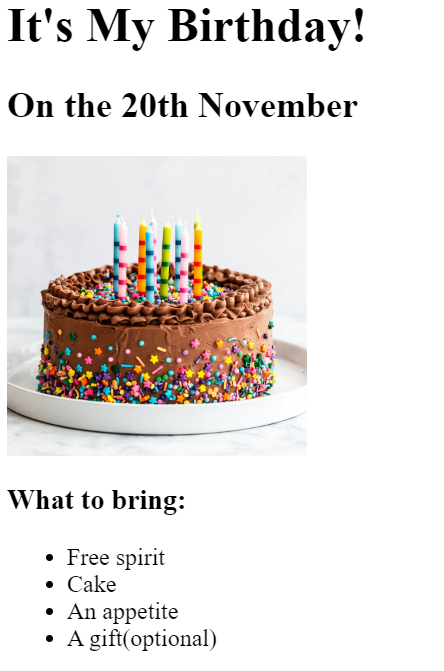 It's My Birthday!
On the 20th November
What to bring:
Free spirit
Cake
An appetite
A gift(optional)